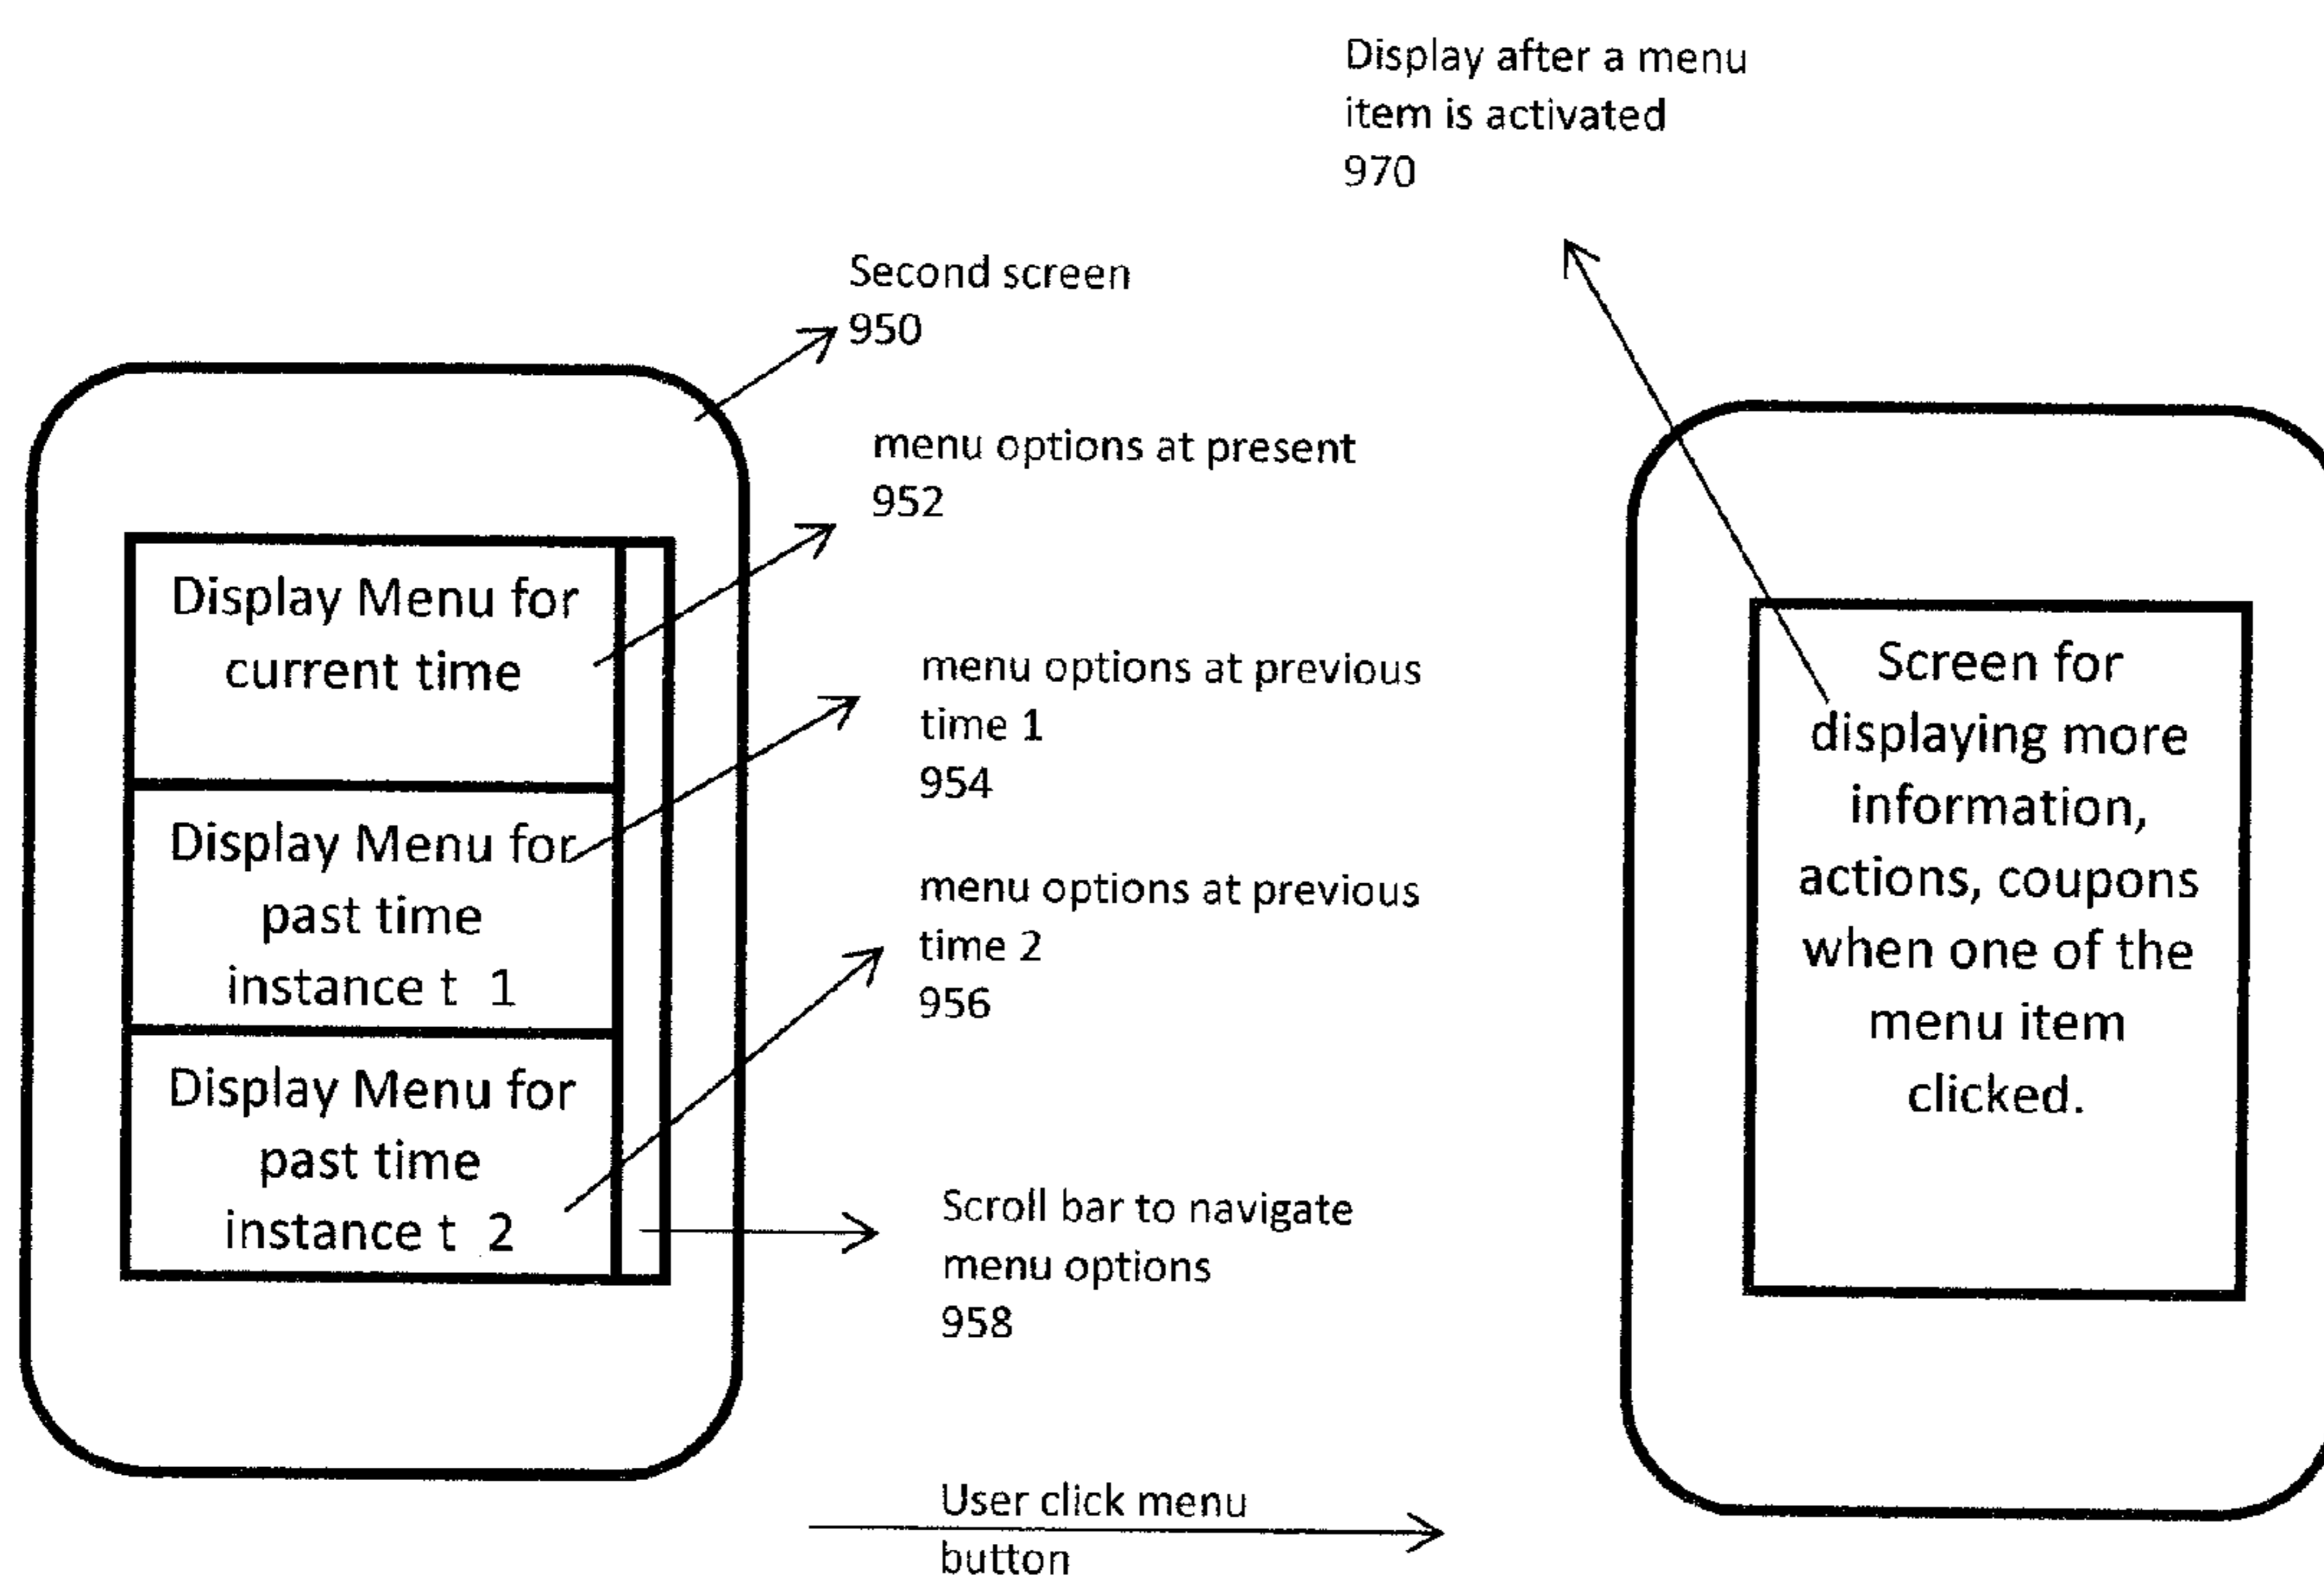 Display after a menu
item is activated
970
Second screen
950
menu options at present
952
Display Menu for
current time
menu options at previous
time 1
954
Display Menu for
past time
instance t 1
menu options at previous
time 2
956
Display Menu for
past time
instance t 2
Scroll bar to navigate
menu options
958
User click menu
button
Screen for
displaying more
information,
actions, coupons
when one of the
menu item
clicked.